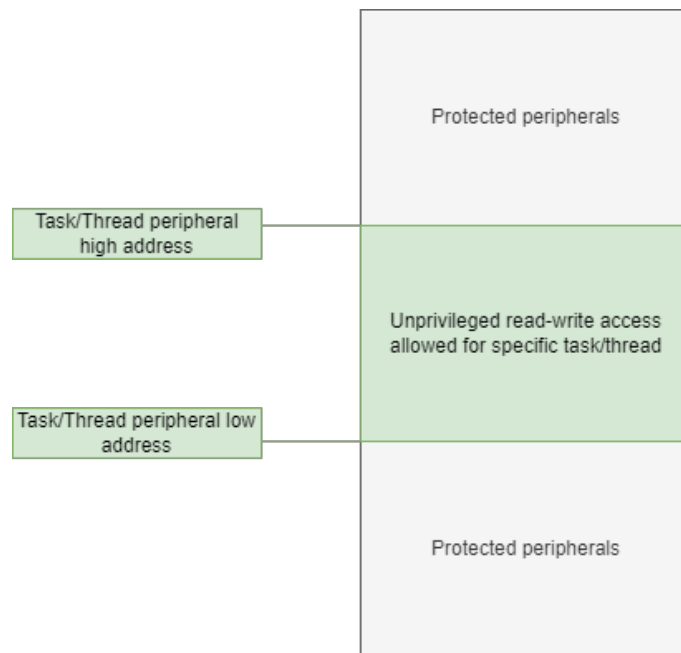 Protected peripherals
Task/Thread peripheral
high address
Unprivileged read-write access
allowed for specific task/thread
Task/Thread peripheral low
address
Protected peripherals